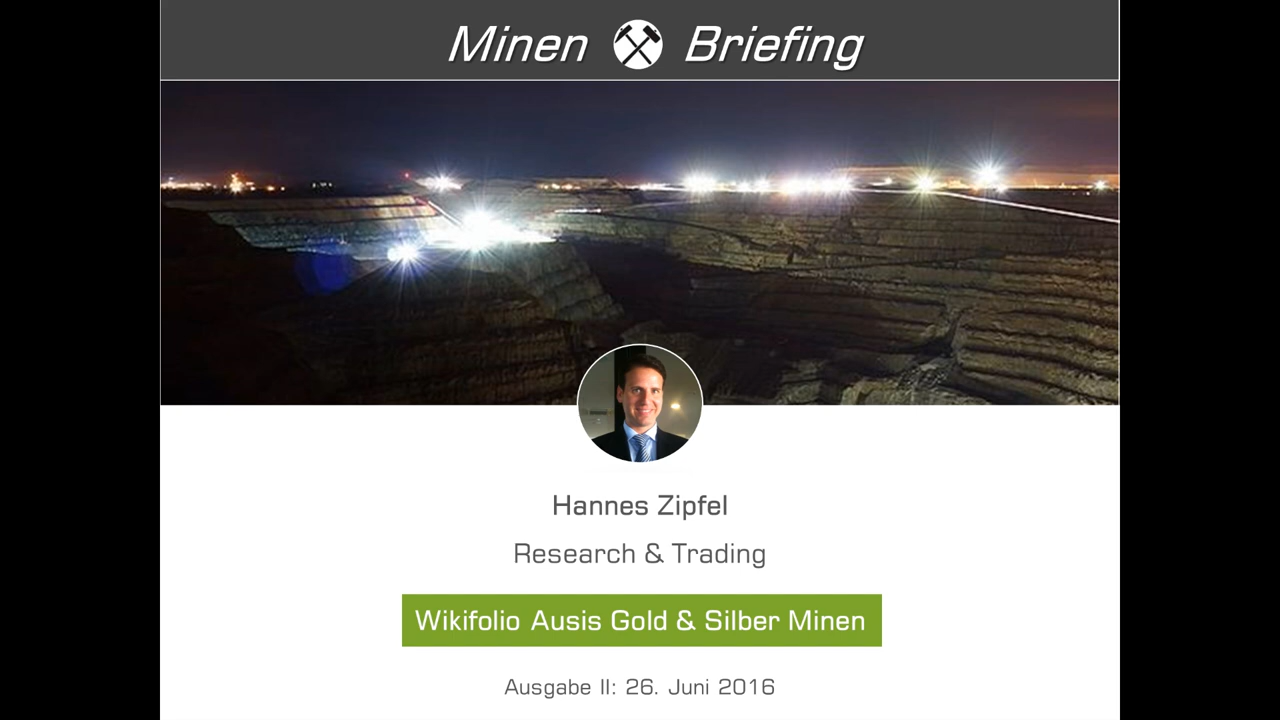 Minen Briefing
Hannes Zipfel
Research & Trading
Wikifolio Ausis Gold & Silber Minen
Ausgabe II: 26. Juni 2016